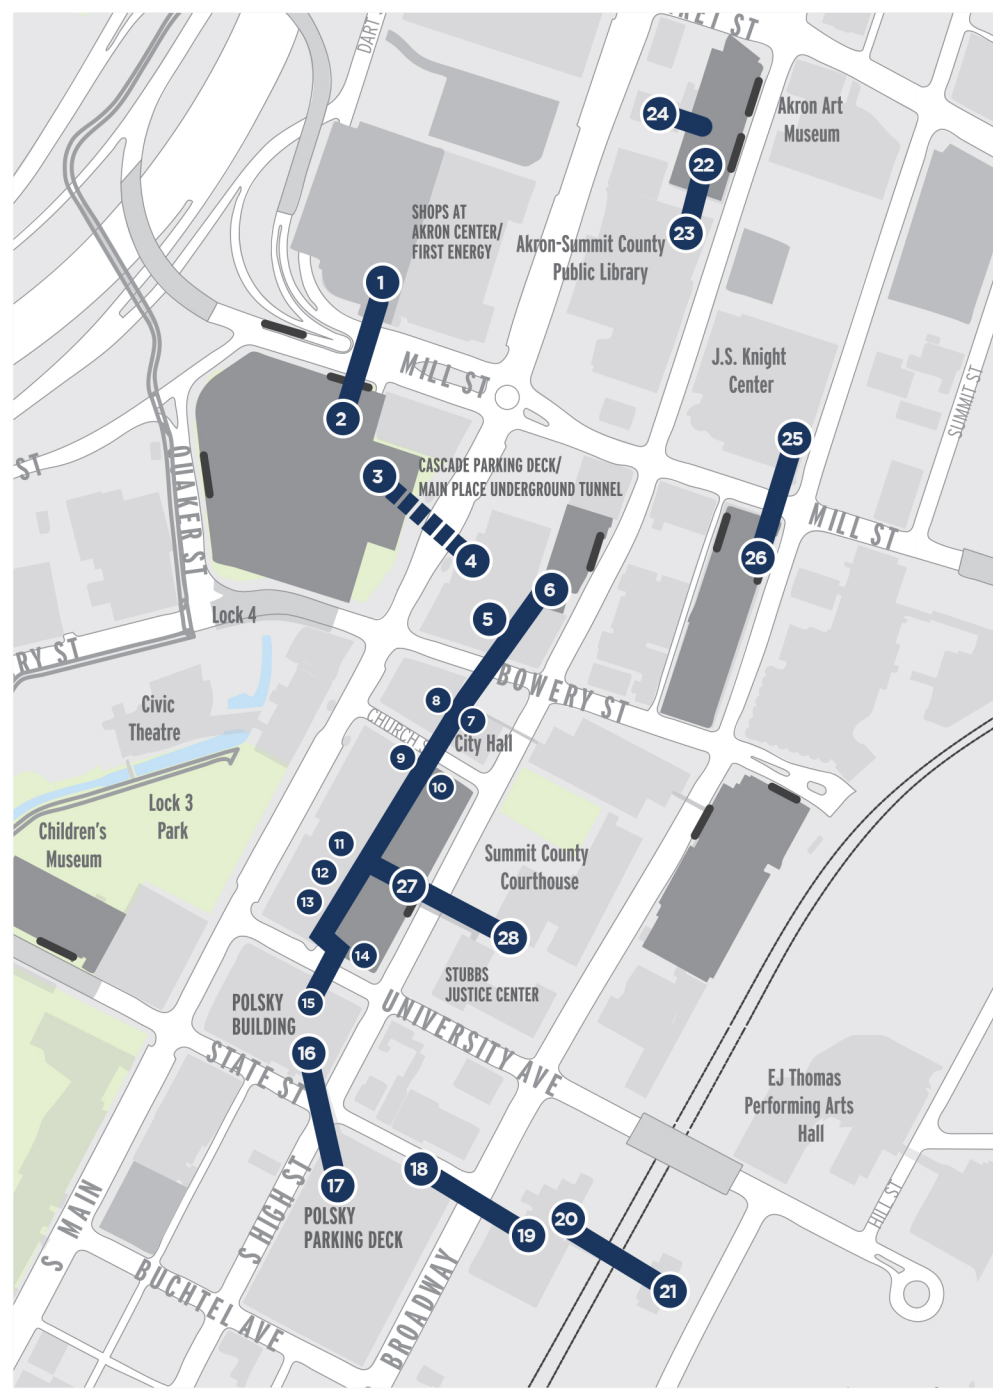 ST
DART
24
Akron Art
Museum
22
SHOPS AT
AKRON CENTER/
FIRST ENERGY
23
Akron-Summit County
Public Library
1
MILL ST
J.S. Knight
Center
SUMMIT ST
2
25
ST
QUAKER ST
3
CASCADE PARKING DECK/
MAIN PLACE UNDERGROUND TUNNEL
MILL ST
4
26
6
Lock 4
5
RY ST
BOWERY ST
Civic
Theatre
8
CHURCH S
7
City Hall
9
10
Lock 3
Park
Children's
Museum
11
Summit County
Courthouse
12
27
13
28
14
STUBBS
JUSTICE CENTER
POLSKY
BUILDING
15
UNIVERSITY AVE
16
STATE ST
EJ Thomas
Performing Arts
Hall
18
17
S MAIN
S HIGH ST
POLSKY
PARKING DECK
HILL ST
20
19
21
BUCHTEL AVE
BROADWAY